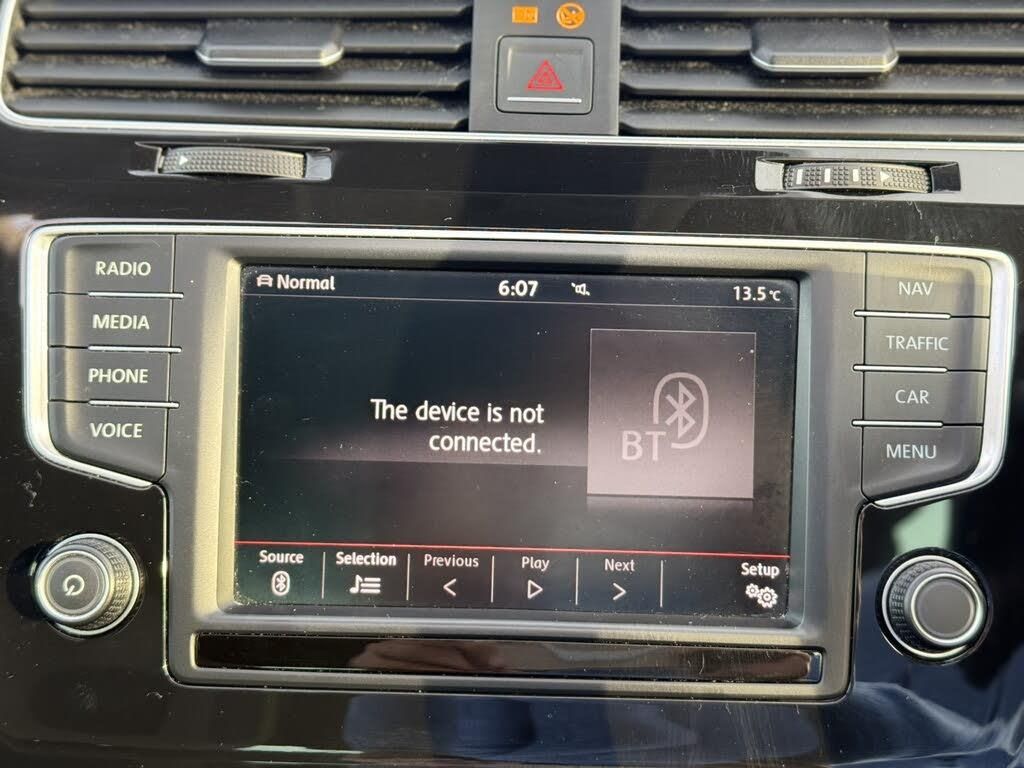 RADIO
MEDIA
PHONE
VOICE
Normal
6:07
13.5°C
The device is not
connected.
BT
Source
Selection
Previous
Play
Next
Setup
NAV
TRAFFIC
CAR
MENU